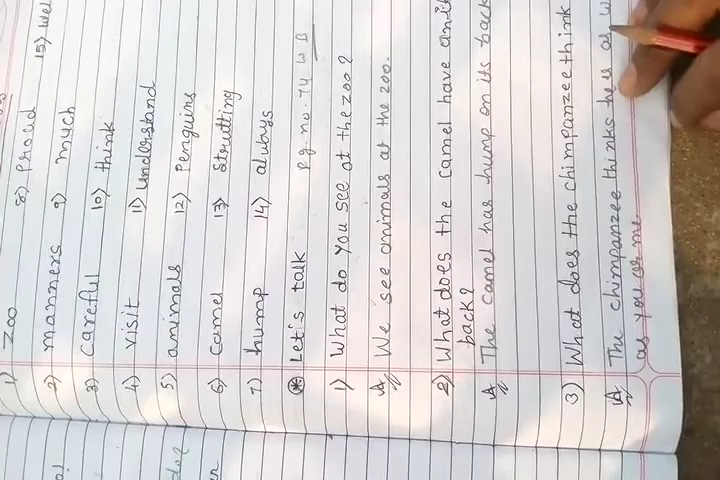 1) Zoo 8) proud 15) Wel
2) manners 9) much
3) careful 10) think
4) visit 11) understand
5) animals 12) Penguins
6) camel 13) strutting
7) hump 14) always
Let's talk Pg. no. 74 W B
1) What do you see at the zoo?
A We see animals at the zoo.
2) What does the camel have on it
back?
A The camel has hump on its back
3) What does the chimpanzee think
A The chimpanzee thinks he is as w
as you or me